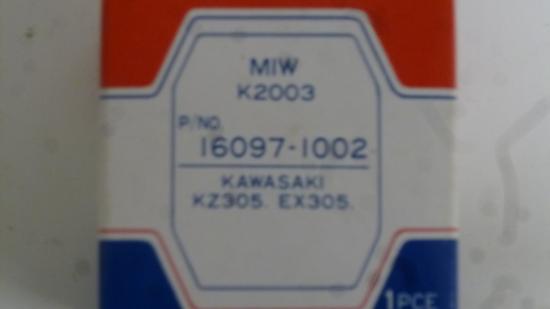 MIW
K2003
P/NO.
16097-1002
KAWASAKI
KZ305. EX305.
1PCE